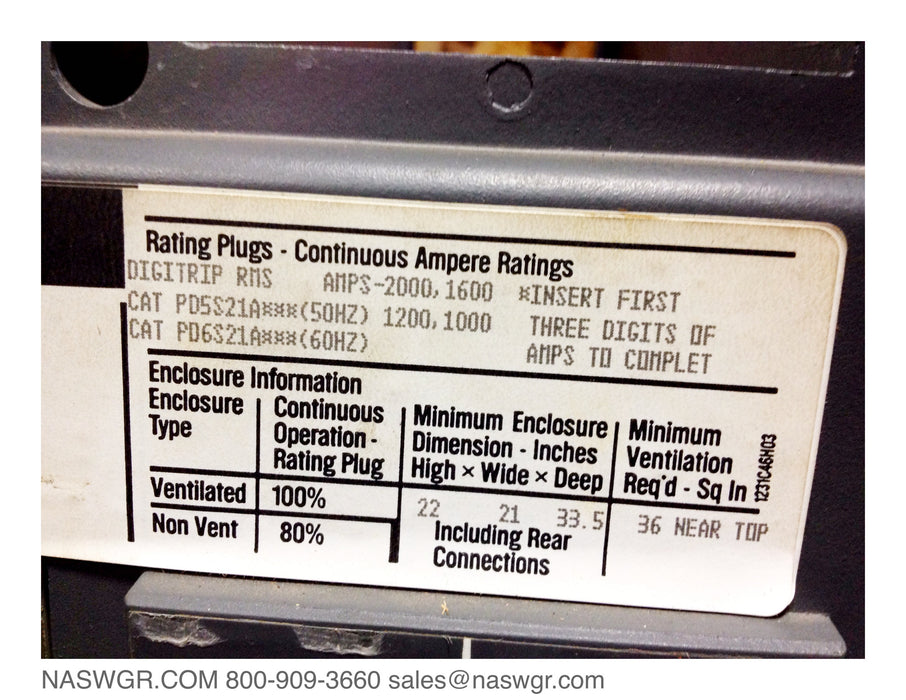 Rating Plugs - Continuous Ampere Ratings
DIGITRIP RMS AMPS-2000,1600 *INSERT FIRST
CAT PD5S21A***(50HZ) 1200,1000 THREE DIGITS OF
CAT PD6S21A***(60HZ) AMPS TO COMPLET
Enclosure Information
Enclosure Type
Continuous Operation - Rating Plug
Minimum Enclosure Dimension - Inches High × Wide × Deep
Minimum Ventilation Req'd - Sq In
Ventilated 100%
Non Vent 80%
22 21 33.5
Including Rear
Connections
36 NEAR TOP
1231C46H03
NASWGR.COM 800-909-3660 sales@naswgr.com